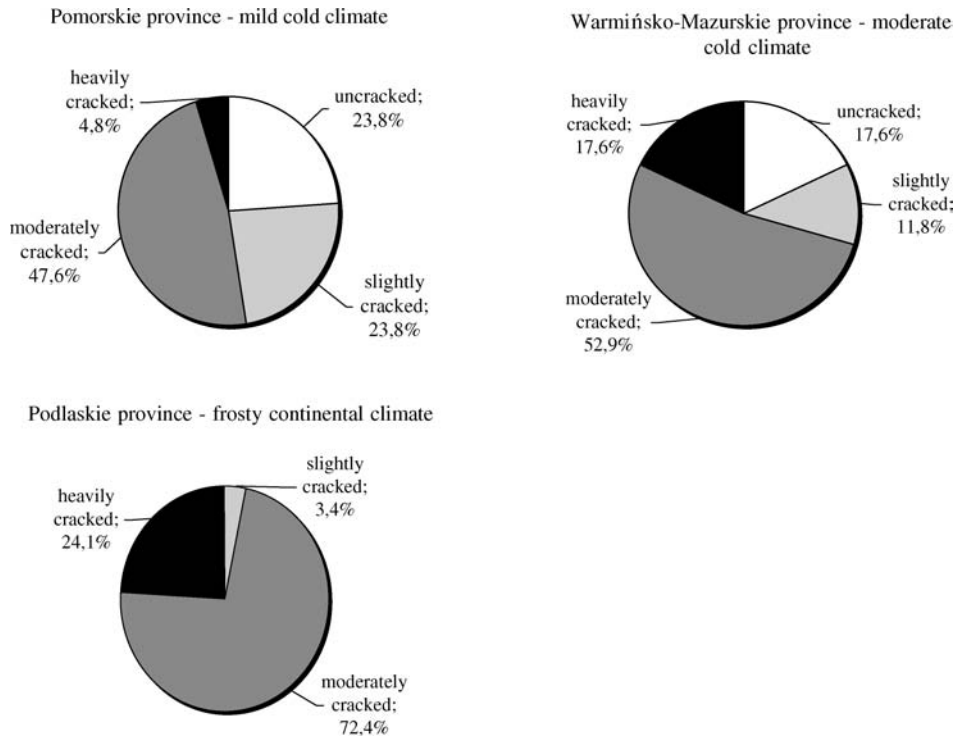 Pomorskie province - mild cold climate
heavily
cracked;
4,8%
uncracked;
23,8%
moderately
cracked;
47,6%
slightly
cracked;
23,8%
Warmińsko-Mazurskie province - moderate
cold climate
heavily
cracked;
17,6%
uncracked;
17,6%
slightly
cracked;
11,8%
moderately
cracked;
52,9%
Podlaskie province - frosty continental climate
slightly
cracked;
3,4%
heavily
cracked;
24,1%
moderately
cracked;
72,4%